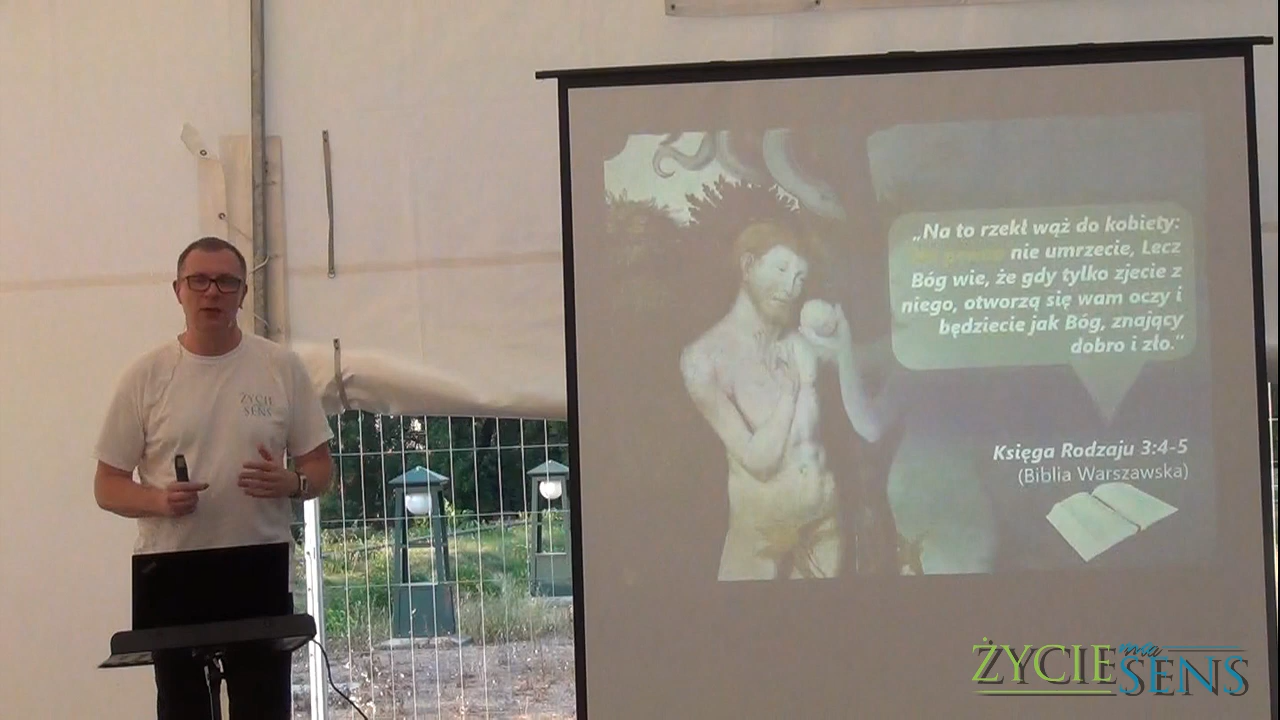 „Na to rzekł wąż do kobiety:
Na pewno nie umrzecie, Lecz
Bóg wie, że gdy tylko zjecie z
niego, otworzą się wam oczy i
będziecie jak Bóg, znający
dobro i zło."
Księga Rodzaju 3:4-5
(Biblia Warszawska)
ŻYCIE
SENS
ŻYCIE ma
SENS